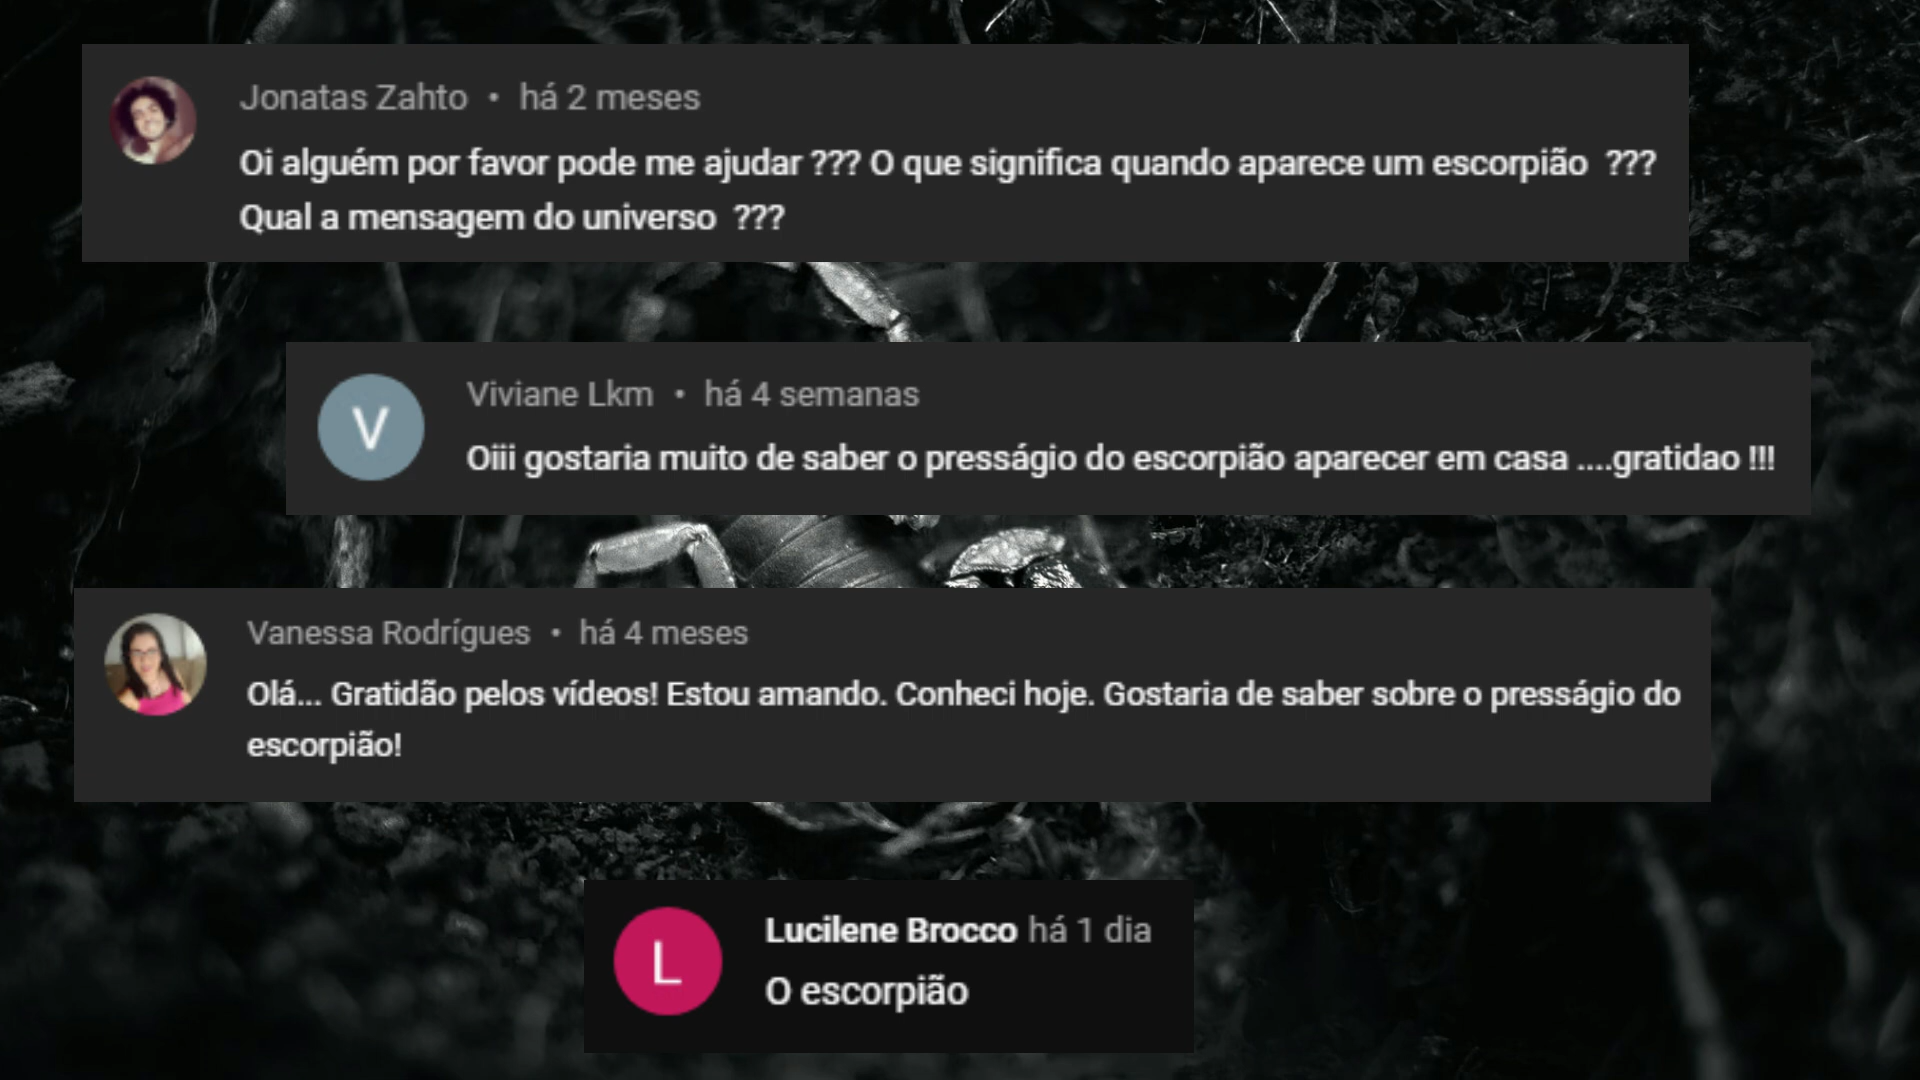 Jonatas Zahto • há 2 meses
Oi alguém por favor pode me ajudar ??? O que significa quando aparece um escorpião ???
Qual a mensagem do universo ???
V
Viviane Lkm • há 4 semanas
Oiii gostaria muito de saber o presságio do escorpião aparecer em casa ....gratidao !!!
Vanessa Rodrígues • há 4 meses
Olá... Gratidão pelos vídeos! Estou amando. Conheci hoje. Gostaria de saber sobre o presságio do
escorpião!
L
Lucilene Brocco há 1 dia
O escorpião